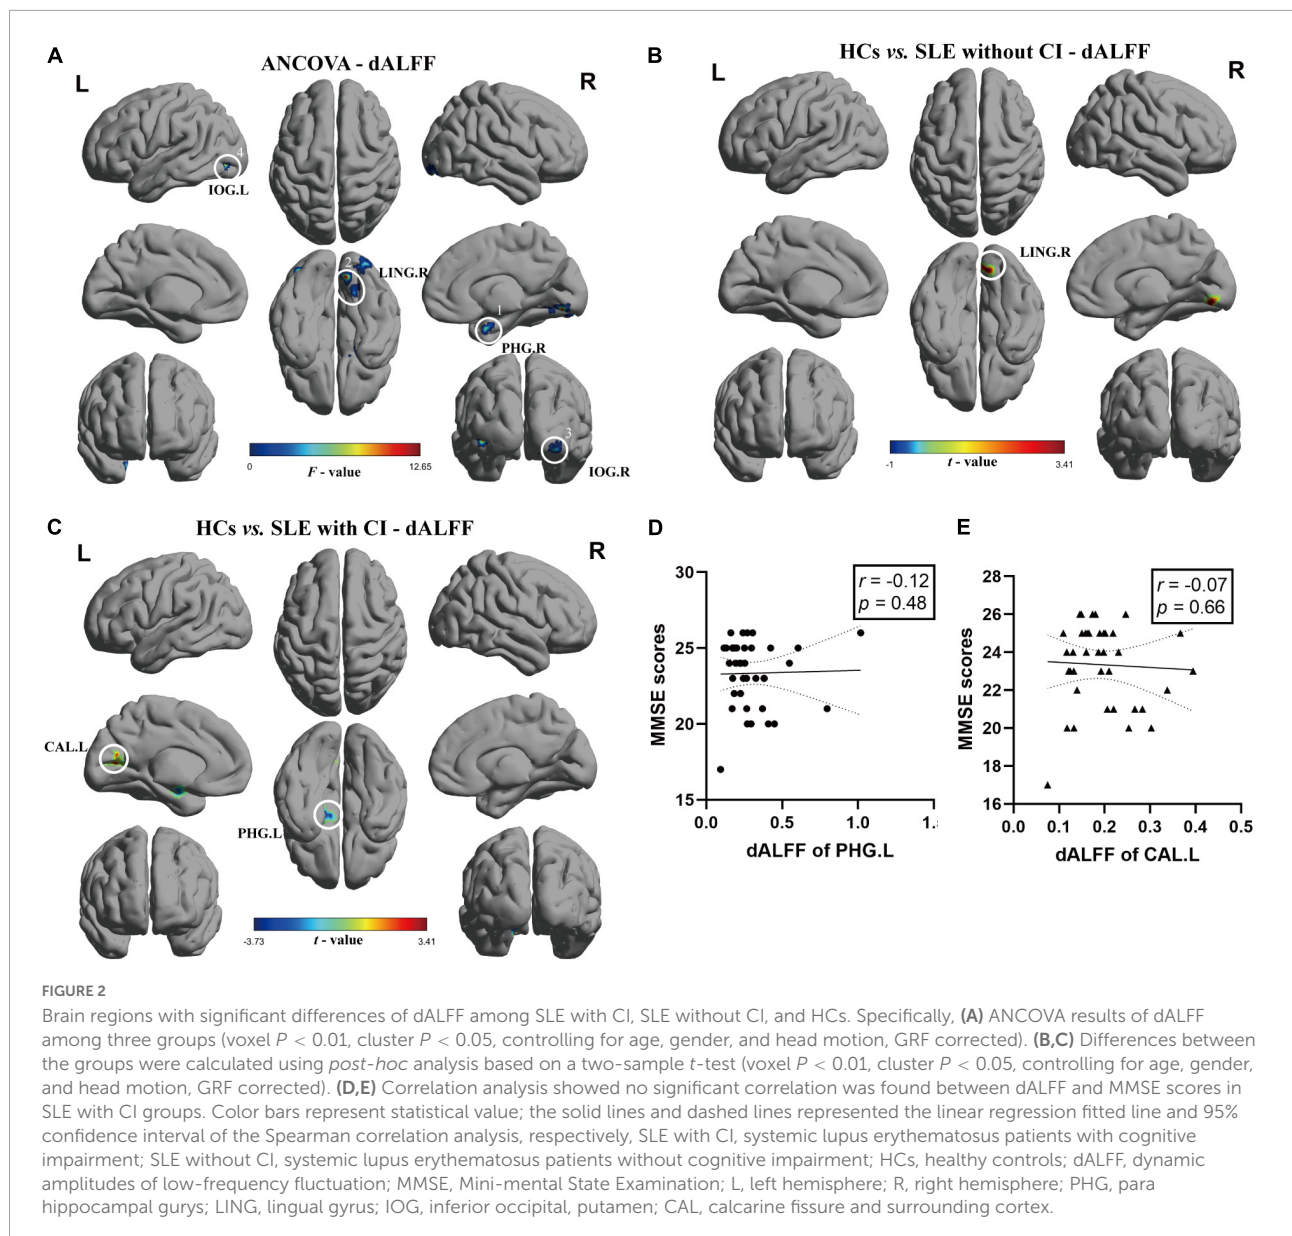 A
ANCOVA - dALFF
L
R
4
IOG.L
2
LING.R
1
PHG.R
3
IOG.R
0
12.65
F - value
B
HCs vs. SLE without CI - dALFF
L
R
LING.R
-1
3.41
t - value
C
HCs vs. SLE with CI - dALFF
L
R
CAL.L
PHG.L
-3.73
3.41
t - value
D
r = -0.12
p = 0.48
30
25
20
15
MMSE scores
0.0
0.5
1.0
1.
dALFF of PHG.L
E
r = -0.07
p = 0.66
28
26
24
22
20
18
16
MMSE scores
0.0
0.1
0.2
0.3
0.4
0.5
dALFF of CAL.L
FIGURE 2
Brain regions with significant differences of dALFF among SLE with CI, SLE without CI, and HCs. Specifically, (A) ANCOVA results of dALFF
among three groups (voxel P < 0.01, cluster P < 0.05, controlling for age, gender, and head motion, GRF corrected). (B,C) Differences between
the groups were calculated using post-hoc analysis based on a two-sample t-test (voxel P < 0.01, cluster P < 0.05, controlling for age, gender,
and head motion, GRF corrected). (D,E) Correlation analysis showed no significant correlation was found between dALFF and MMSE scores in
SLE with CI groups. Color bars represent statistical value; the solid lines and dashed lines represented the linear regression fitted line and 95%
confidence interval of the Spearman correlation analysis, respectively, SLE with CI, systemic lupus erythematosus patients with cognitive
impairment; SLE without CI, systemic lupus erythematosus patients without cognitive impairment; HCs, healthy controls; dALFF, dynamic
amplitudes of low-frequency fluctuation; MMSE, Mini-mental State Examination; L, left hemisphere; R, right hemisphere; PHG, para
hippocampal gurys; LING, lingual gyrus; IOG, inferior occipital, putamen; CAL, calcarine fissure and surrounding cortex.